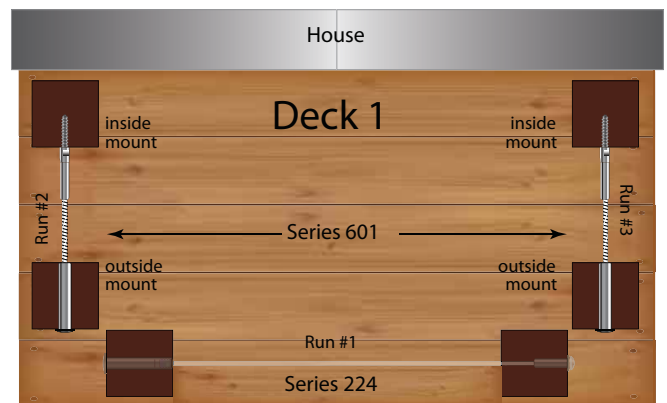 House
Deck 1
inside
mount
inside
mount
Run #2
Run #3
Series 601
outside
mount
outside
mount
Run #1
Series 224